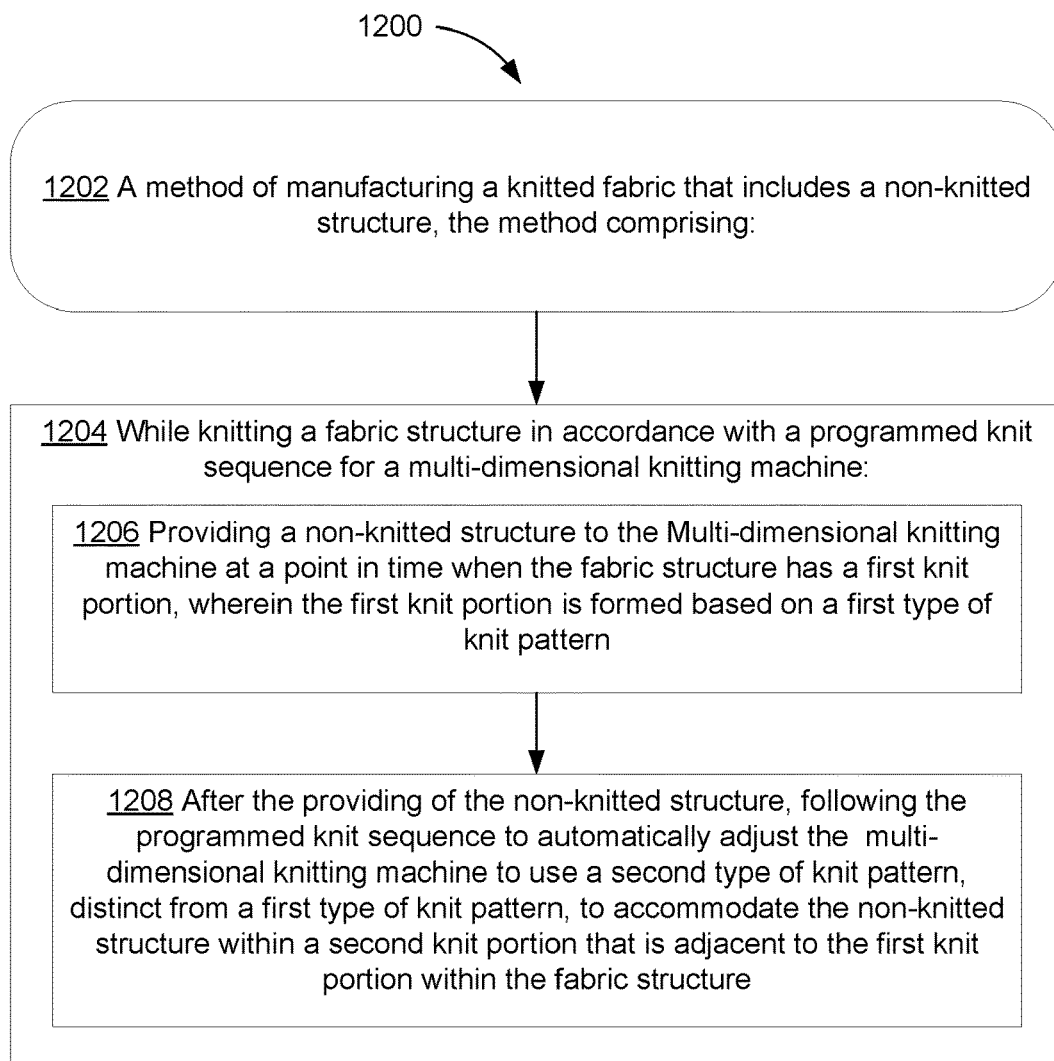 1200
1202 A method of manufacturing a knitted fabric that includes a non-knitted
structure, the method comprising:
1204 While knitting a fabric structure in accordance with a programmed knit
sequence for a multi-dimensional knitting machine:
1206 Providing a non-knitted structure to the Multi-dimensional knitting
machine at a point in time when the fabric structure has a first knit
portion, wherein the first knit portion is formed based on a first type of
knit pattern
1208 After the providing of the non-knitted structure, following the
programmed knit sequence to automatically adjust the multi-
dimensional knitting machine to use a second type of knit pattern,
distinct from a first type of knit pattern, to accommodate the non-knitted
structure within a second knit portion that is adjacent to the first knit
portion within the fabric structure